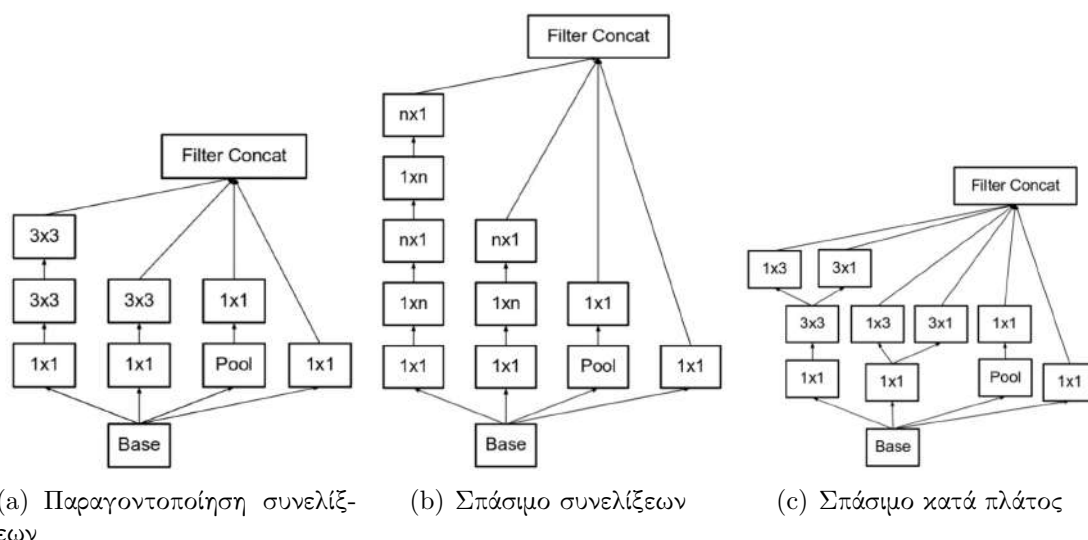 Filter Concat
3x3
3x3 3x3 1x1
1x1 1x1 Pool 1x1
Base
(a) Παραγοντοποίηση συνελίξ-
εων
Filter Concat
nx1
1xn
nx1 nx1
1xn 1xn 1x1
1x1 1x1 Pool 1x1
Base
(b) Σπάσιμο συνελίξεων
Filter Concat
1x3 3x1
3x3 1x3 3x1 1x1
1x1 1x1 Pool 1x1
Base
(c) Σπάσιμο κατά πλάτος